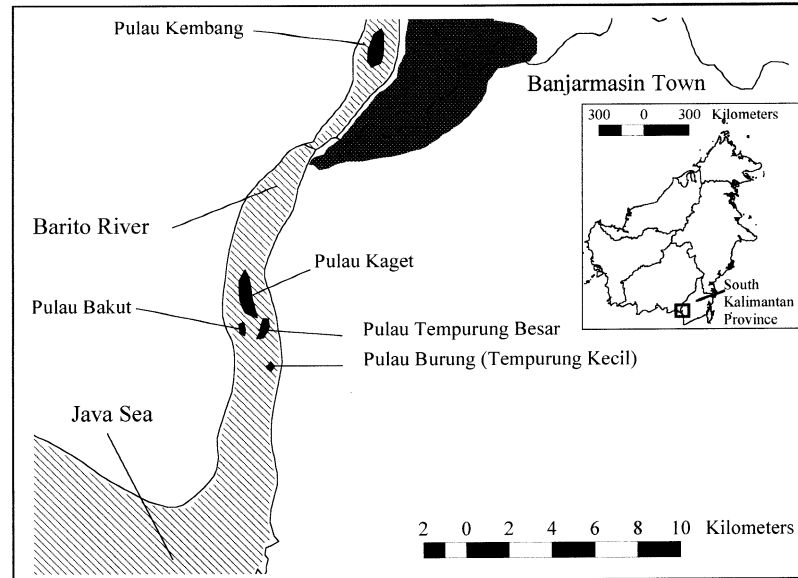 Pulau Kembang
Banjarmasin Town
300 0 300 Kilometers
Barito River
Pulau Kaget
South
Kalimantan
Province
Pulau Bakut
Pulau Tempurung Besar
Pulau Burung (Tempurung Kecil)
Java Sea
2 0 2 4 6 8 10 Kilometers